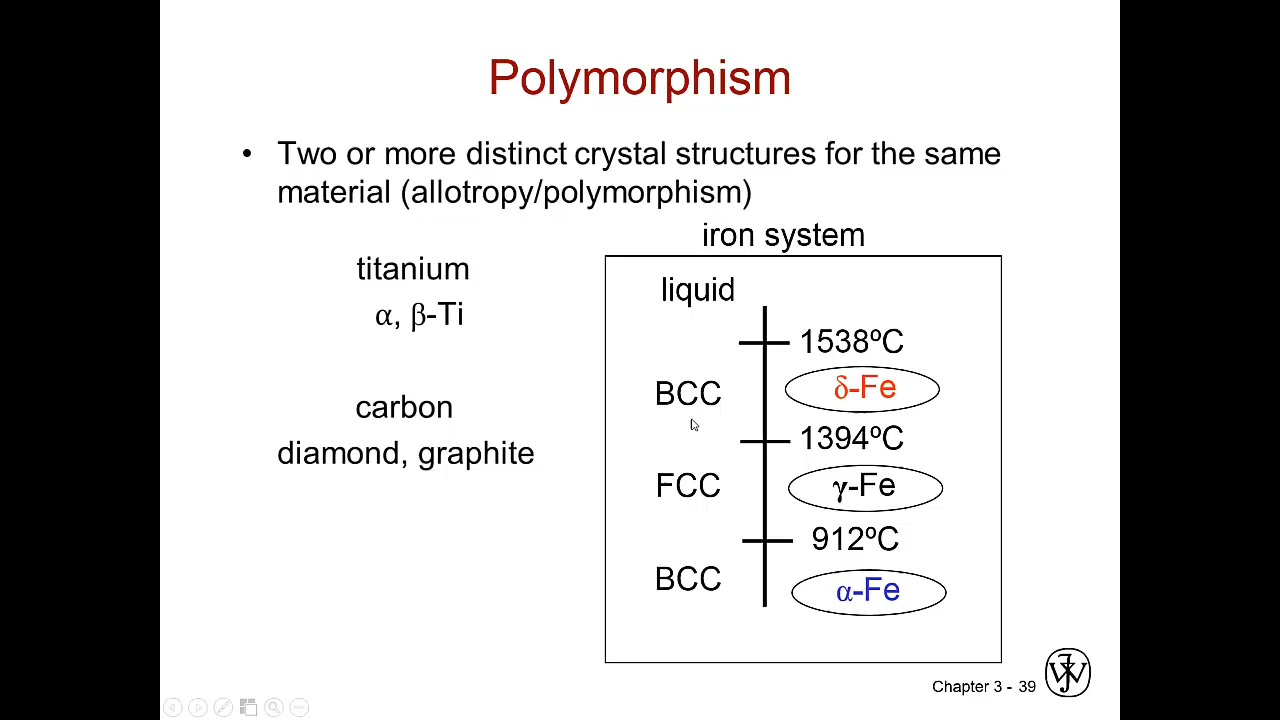 Polymorphism
• Two or more distinct crystal structures for the same
material (allotropy/polymorphism)
titanium
α, β-Ti
carbon
diamond, graphite
iron system
liquid
1538ºC
BCC
δ-Fe
1394ºC
FCC
γ-Fe
912ºC
BCC
α-Fe
Chapter 3 - 39